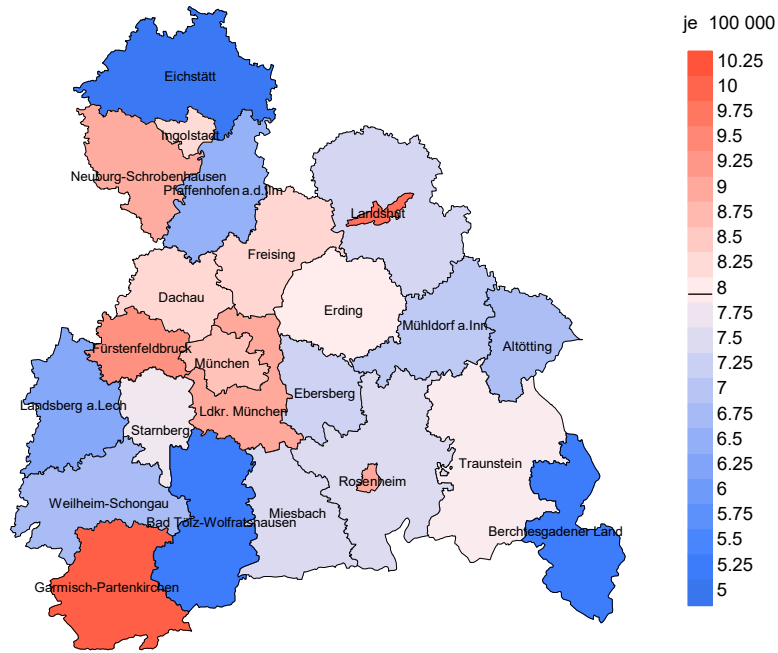 je 100 000
Eichstätt
Ingolstadt
Neuburg-Schrobenhausen
Pfaffenhofen a.d.Ilm
Landshut
Freising
Dachau
Erding
Mühldorf a.Inn
Altötting
Fürstenfeldbruck
München
Ebersberg
Landsberg a.Lech
Ldkr. München
Starnberg
Traunstein
Rosenheim
Weilheim-Schongau
Miesbach
Bad Tölz-Wolfratshausen
Berchtesgadener Land
Garmisch-Partenkirchen
10.25
10
9.75
9.5
9.25
9
8.75
8.5
8.25
8
7.75
7.5
7.25
7
6.75
6.5
6.25
6
5.75
5.5
5.25
5